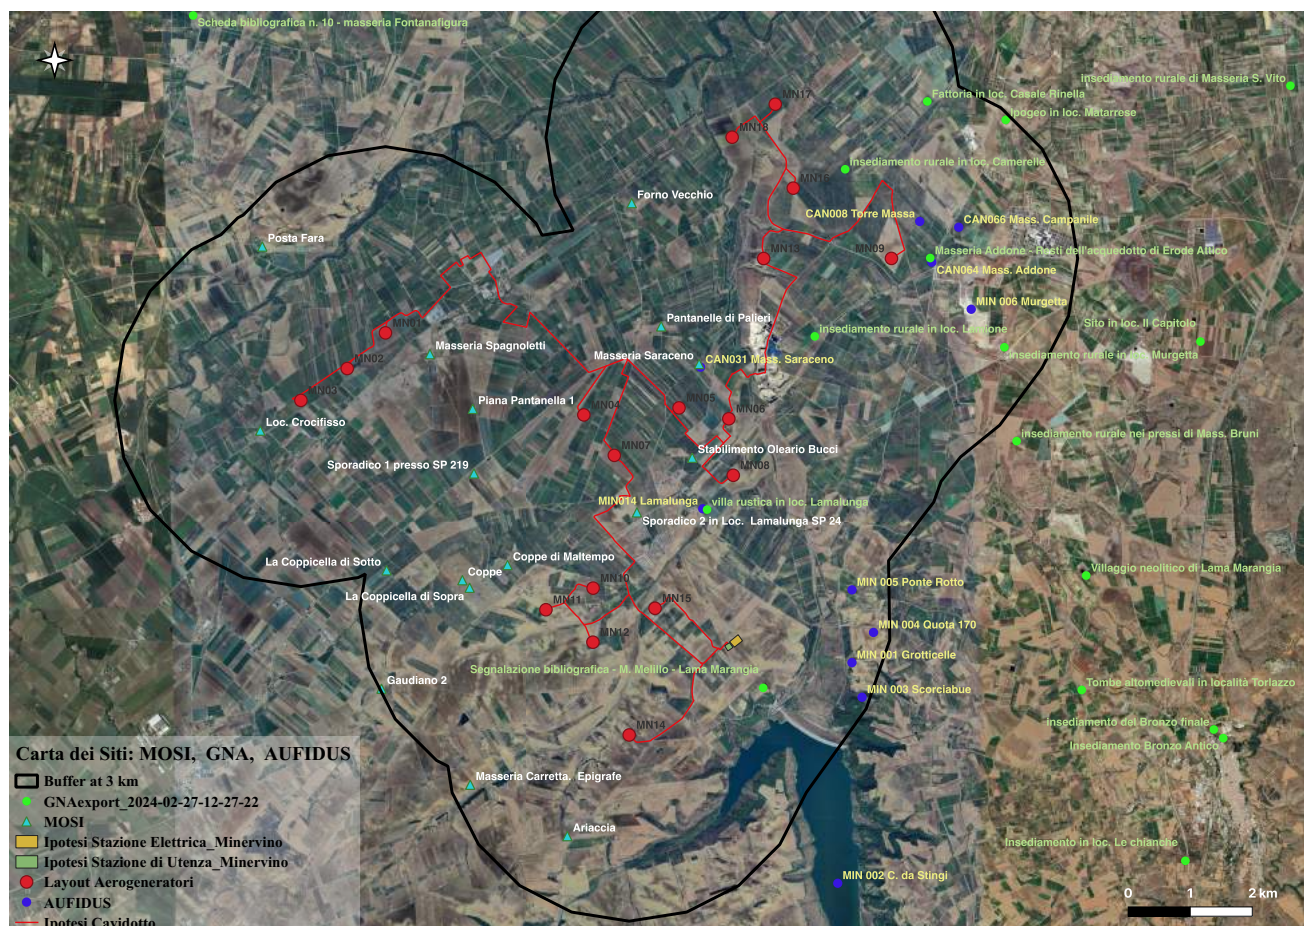 Scheda bibliografica n. 10 - masseria Fontanafigura
insediamento rurale di Masseria S. Vito
Fattoria in loc. Casale Rinella
MN17
Ipogeo in loc. Matarrese
MN18
insediamento rurale in loc. Camerelle
MN16
Forno Vecchio
CAN008 Torre Massa
CAN066 Mass. Campanile
Posta Fara
MN13
MN09
Masseria Addone - Resti dell'acquedotto di Erode Attico
CAN064 Mass. Addone
MIN 006 Murgetta
Pantanelle di Palieri
Sito in loc. Il Capitolo
MN01
insediamento rurale in loc. Lenzone
Masseria Spagnoletti
Masseria Saraceno
CAN031 Mass. Saraceno
insediamento rurale in loc. Murgetta
MN02
MN03
Piana Pantanella 1
MN04
MN05
MN06
Loc. Crocifisso
insediamento rurale nei pressi di Mass. Bruni
MN07
Stabilimento Oleario Bucci
Sporadico 1 presso SP 219
MN08
MIN014 Lamalunga
villa rustica in loc. Lamalunga
Sporadico 2 in Loc. Lamalunga SP 24
Coppe di Maltempo
La Coppicella di Sotto
Coppe
Villaggio neolitico di Lama Marangia
MN10
MIN 005 Ponte Rotto
La Coppicella di Sopra
MN11
MN15
MN12
MIN 004 Quota 170
MIN 001 Grotticelle
Segnalazione bibliografica - M. Melillo - Lama Marangia
Gaudiano 2
Tombe altomedievali in località Torlazzo
MIN 003 Scorciabue
MN14
insediamento del Bronzo finale
Insediamento Bronzo Antico
Masseria Carretta. Epigrafe
Ariaccia
Insediamento in loc. Le chianche
MIN 002 C. da Stingi
Carta dei Siti: MOSI, GNA, AUFIDUS
Buffer at 3 km
GNAexport_2024-02-27-12-27-22
MOSI
Ipotesi Stazione Elettrica_Minervino
Ipotesi Stazione di Utenza_Minervino
Layout Aerogeneratori
AUFIDUS
Ipotesi Cavidotto
0 1 2 km